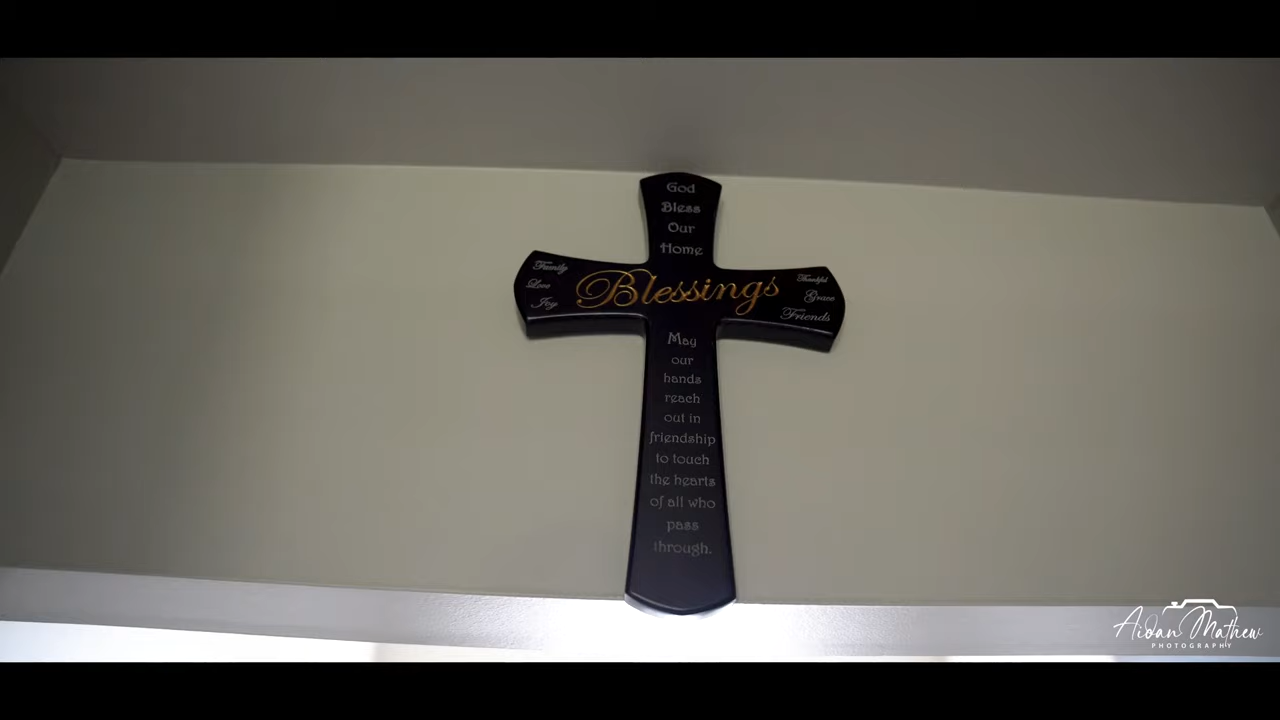 God
Bless
Our
Home
Family
Love
Joy
Blessings
Thankful
Grace
Friends
May
our
hands
reach
out in
friendship
to touch
the hearts
of all who
pass
through.
Aidan Mathew
PHOTOGRAPHY